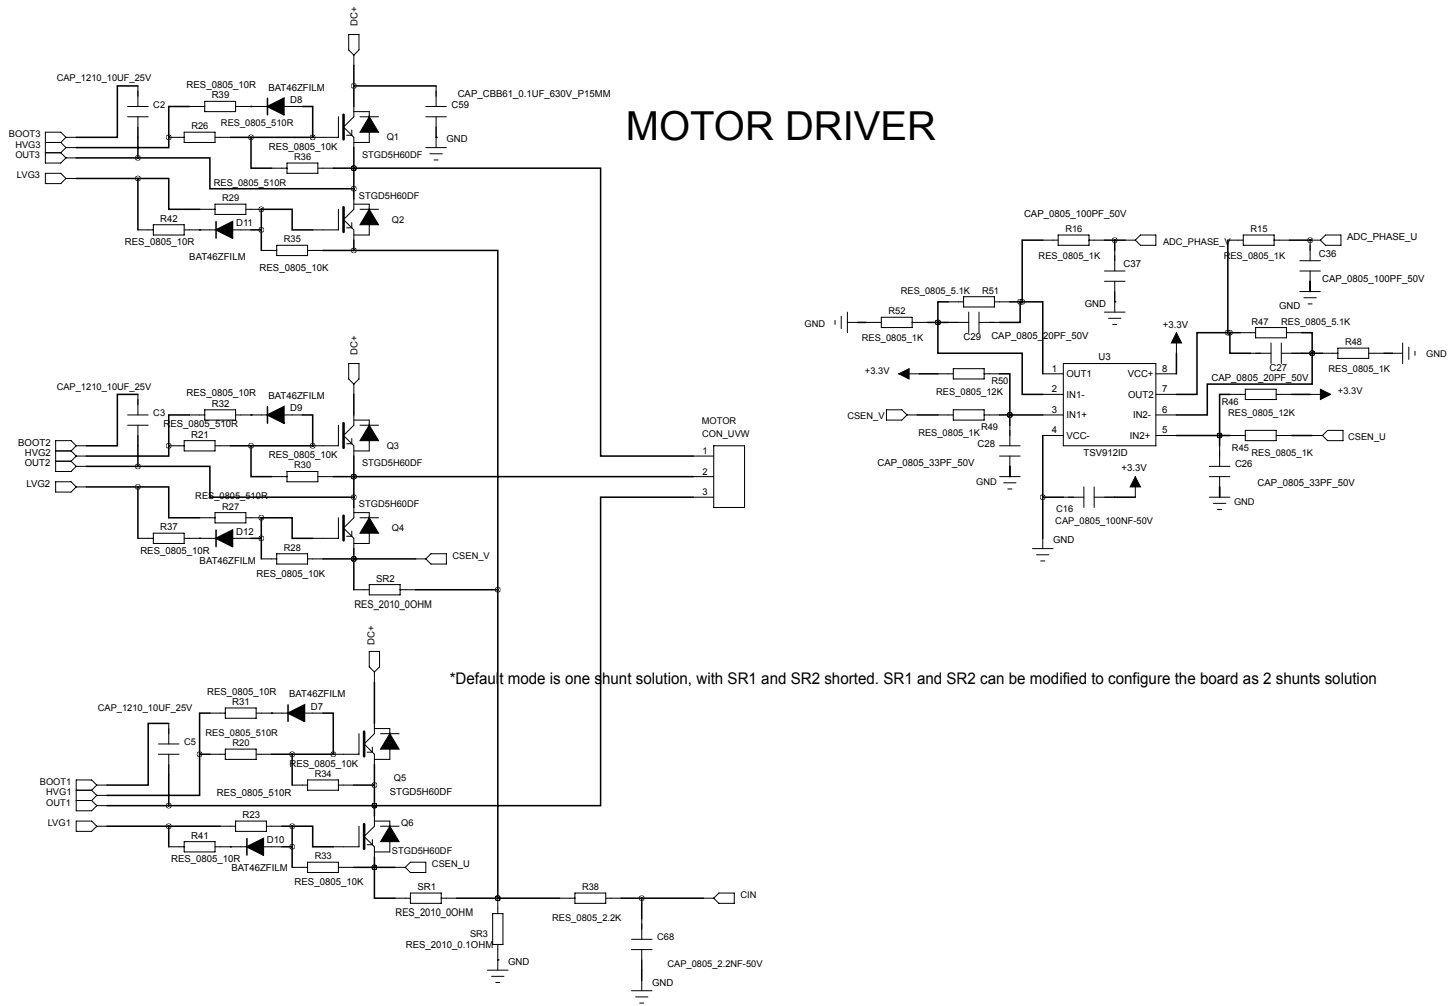 MOTOR DRIVER
DC+
CAP_1210_10UF_25V
C2
RES_0805_10R
R39
BAT46ZFILM
D8
RES_0805_510R
R26
RES_0805_10K
R36
Q1
STGD5H60DF
CAP_CBB61_0.1UF_630V_P15MM
C59
GND
BOOT3
HVG3
OUT3
LVG3
RES_0805_510R
R29
STGD5H60DF
Q2
R42
RES_0805_10R
D11
BAT46ZFILM
R35
RES_0805_10K
DC+
CAP_1210_10UF_25V
C3
RES_0805_10R
R32
BAT46ZFILM
D9
RES_0805_510R
R21
RES_0805_10K
R30
Q3
STGD5H60DF
BOOT2
HVG2
OUT2
LVG2
RES_0805_510R
R27
STGD5H60DF
Q4
R37
RES_0805_10R
D12
BAT46ZFILM
R28
RES_0805_10K
CSEN_V
SR2
RES_2010_0OHM
MOTOR
CON_UVW
1
2
3
DC+
*Default mode is one shunt solution, with SR1 and SR2 shorted. SR1 and SR2 can be modified to configure the board as 2 shunts solution
CAP_1210_10UF_25V
C5
RES_0805_10R
R31
BAT46ZFILM
D7
RES_0805_510R
R20
RES_0805_10K
R34
Q5
STGD5H60DF
BOOT1
HVG1
OUT1
LVG1
RES_0805_510R
R23
Q6
STGD5H60DF
R41
RES_0805_10R
D10
BAT46ZFILM
R33
RES_0805_10K
CSEN_U
SR1
RES_2010_0OHM
SR3
RES_2010_0.1OHM
GND
R38
RES_0805_2.2K
CIN
C68
CAP_0805_2.2NF-50V
GND
CAP_0805_100PF_50V
R16
RES_0805_1K
ADC_PHASE_V
C37
GND
R15
RES_0805_1K
ADC_PHASE_U
C36
CAP_0805_100PF_50V
GND
RES_0805_5.1K
R51
R52
GND
RES_0805_1K
C29
CAP_0805_20PF_50V
+3.3V
R47
RES_0805_5.1K
R48
GND
RES_0805_1K
C27
CAP_0805_20PF_50V
+3.3V
R50
RES_0805_12K
CSEN_V
R49
RES_0805_1K
C28
CAP_0805_33PF_50V
GND
U3
1
OUT1
VCC+
8
2
IN1-
OUT2
7
3
IN1+
IN2-
6
4
VCC-
IN2+
5
TSV912ID
R46
RES_0805_12K
+3.3V
R45
RES_0805_1K
CSEN_U
C26
CAP_0805_33PF_50V
GND
+3.3V
C16
CAP_0805_100NF-50V
GND